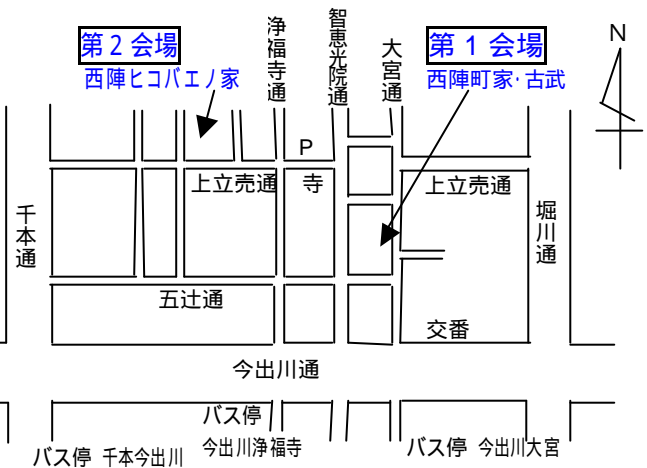 第2会場
西陣ヒコバエノ家
浄福寺通
智恵光院通
大宮通
第1会場
西陣町家・古武
N
P
上立売通
寺
上立売通
千本通
堀川通
五辻通
交番
今出川通
バス停 千本今出川
バス停
今出川浄福寺
バス停 今出川大宮